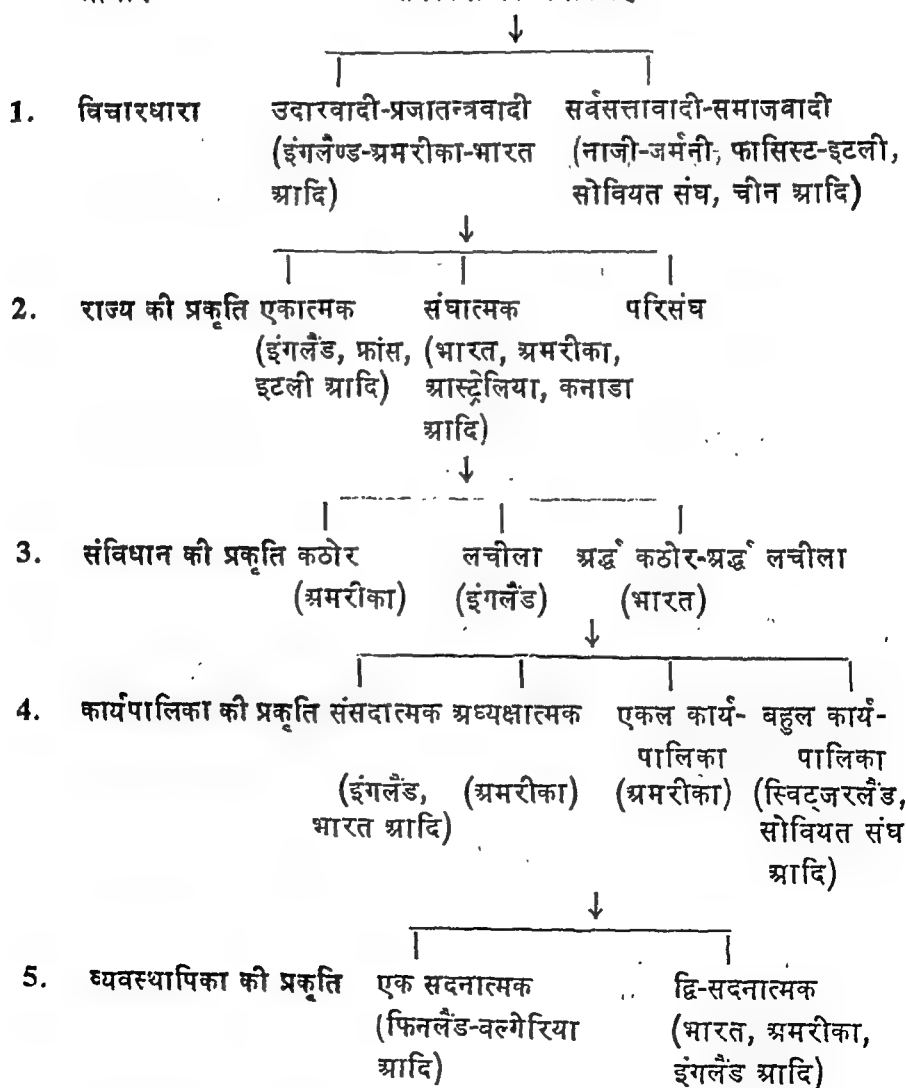 1. विचारधारा उदारवादी-प्रजातन्त्रवादी सर्वसत्तावादी-समाजवादी
(इंगलैण्ड-अमरीका-भारत (नाजी-जर्मनी, फासिस्ट-इटली,
आदि) सोवियत संघ, चीन आदि)
2. राज्य की प्रकृति एकात्मक संघात्मक परिसंघ
(इंगलैंड, फ्रांस, (भारत, अमरीका,
इटली आदि) आस्ट्रेलिया, कनाडा
आदि)
3. संविधान की प्रकृति कठोर लचीला अर्द्ध कठोर-अर्द्ध लचीला
(अमरीका) (इंगलैंड) (भारत)
4. कार्यपालिका की प्रकृति संसदात्मक अध्यक्षात्मक एकल कार्य- बहुल कार्य-
पालिका पालिका
(इंगलैंड, (अमरीका) (अमरीका) (स्विट्जरलैंड,
भारत आदि) सोवियत संघ
आदि)
5. व्यवस्थापिका की प्रकृति एक सदनात्मक द्वि-सदनात्मक
(फिनलैंड-वल्गेरिया (भारत, अमरीका,
आदि) इंगलैंड आदि)